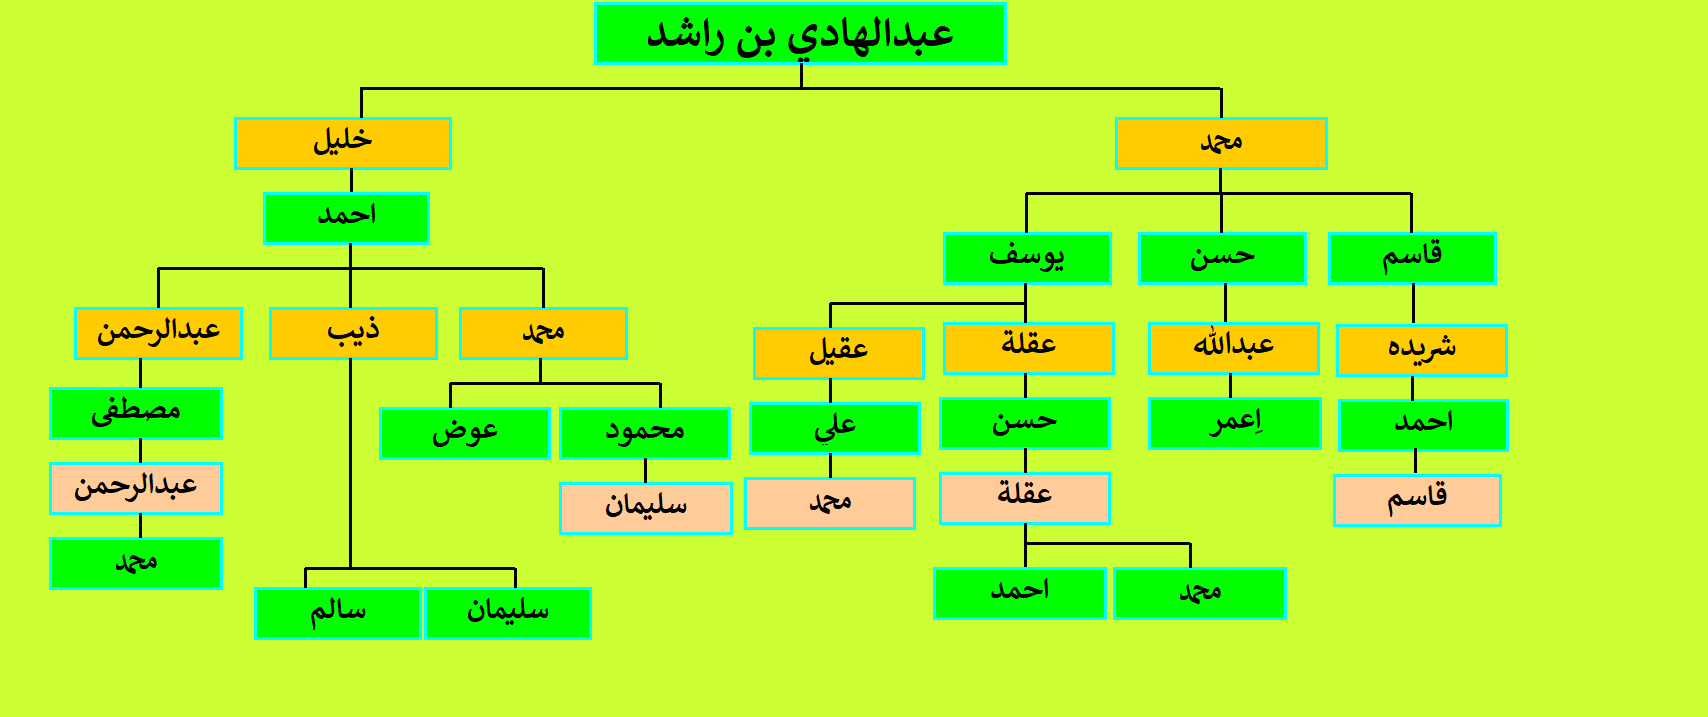 عبدالهادي بن راشد
محمد
خليل
احمد
قاسم
حسن
يوسف
محمد
ذيب
عبدالرحمن
شريده
عبدالله
عقلة
عقيل
مصطفى
احمد
اِعمر
حسن
علي
محمود
عوض
عبدالرحمن
قاسم
عقلة
محمد
سليمان
محمد
محمد
احمد
سليمان
سالم